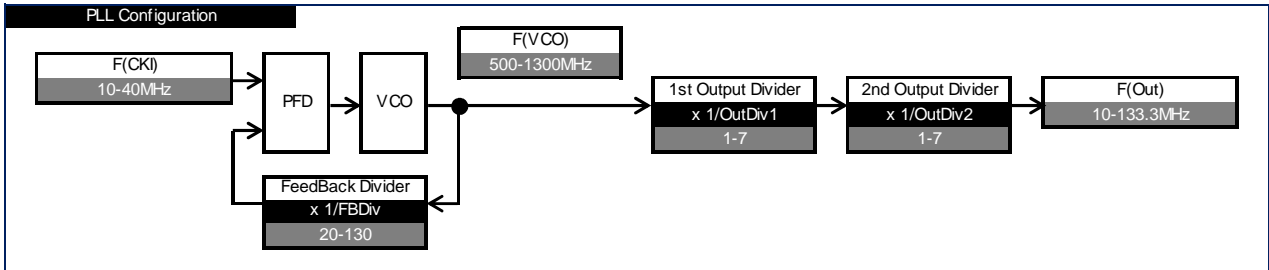 PLL Configuration
F(CKI)
10-40MHz
PFD
VCO
F(VCO)
500-1300MHz
1st Output Divider
x 1/OutDiv1
1-7
2nd Output Divider
x 1/OutDiv2
1-7
F(Out)
10-133.3MHz
FeedBack Divider
x 1/FBDiv
20-130